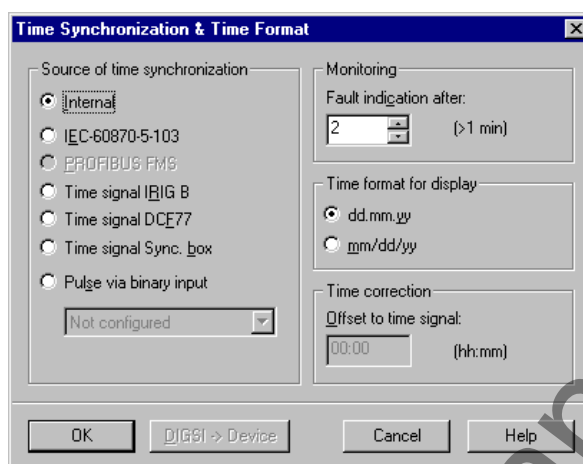 Time Synchronization & Time Format
Source of time synchronization
Internal
IEC-60870-5-103
PROFIBUS FMS
Time signal IRIG B
Time signal DCF77
Time signal Sync. box
Pulse via binary input
Not configured
Monitoring
Fault indication after:
2 (>1 min)
Time format for display
dd.mm.yy
mm/dd/yy
Time correction
Offset to time signal:
00:00 (hh:mm)
OK DIGSI -> Device Cancel Help